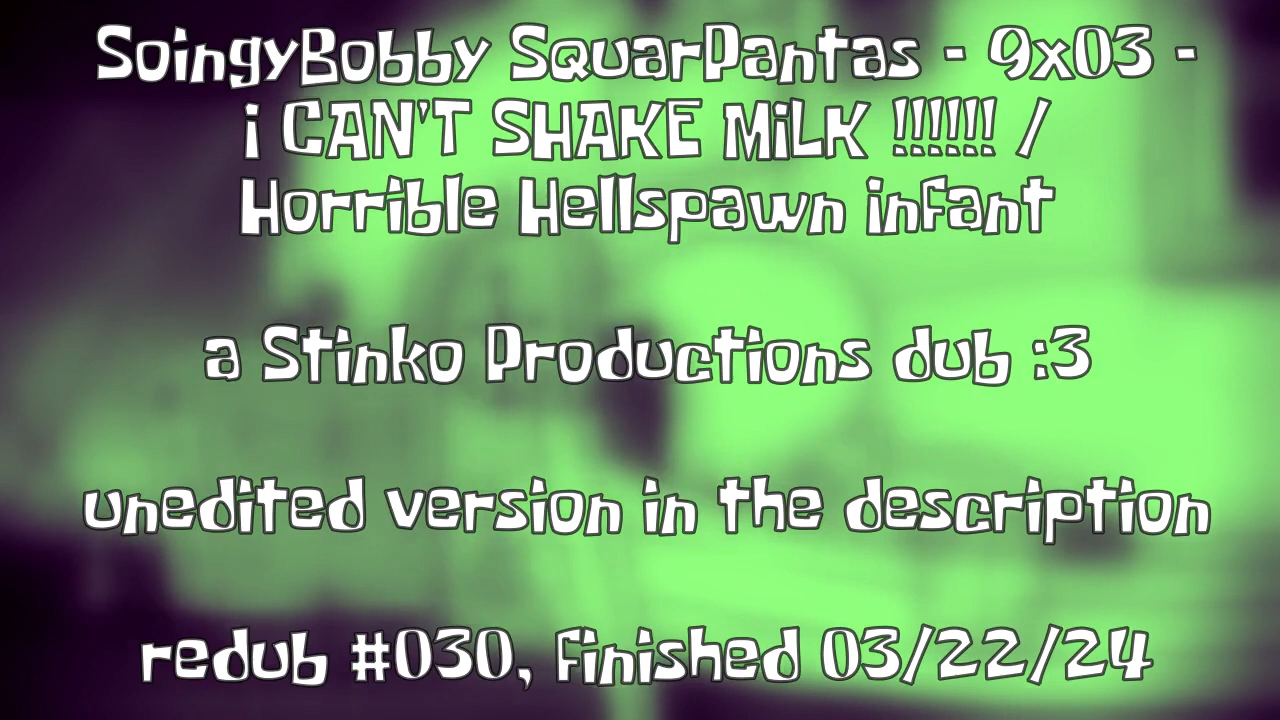 SoingyBobby SquarPantas - 9x03 -
i CAN'T SHAKE MiLK !!!!!! /
Horrible Hellspawn infant
a Stinko Productions dub :3
unedited version in the description
redub #030, finished 03/22/24